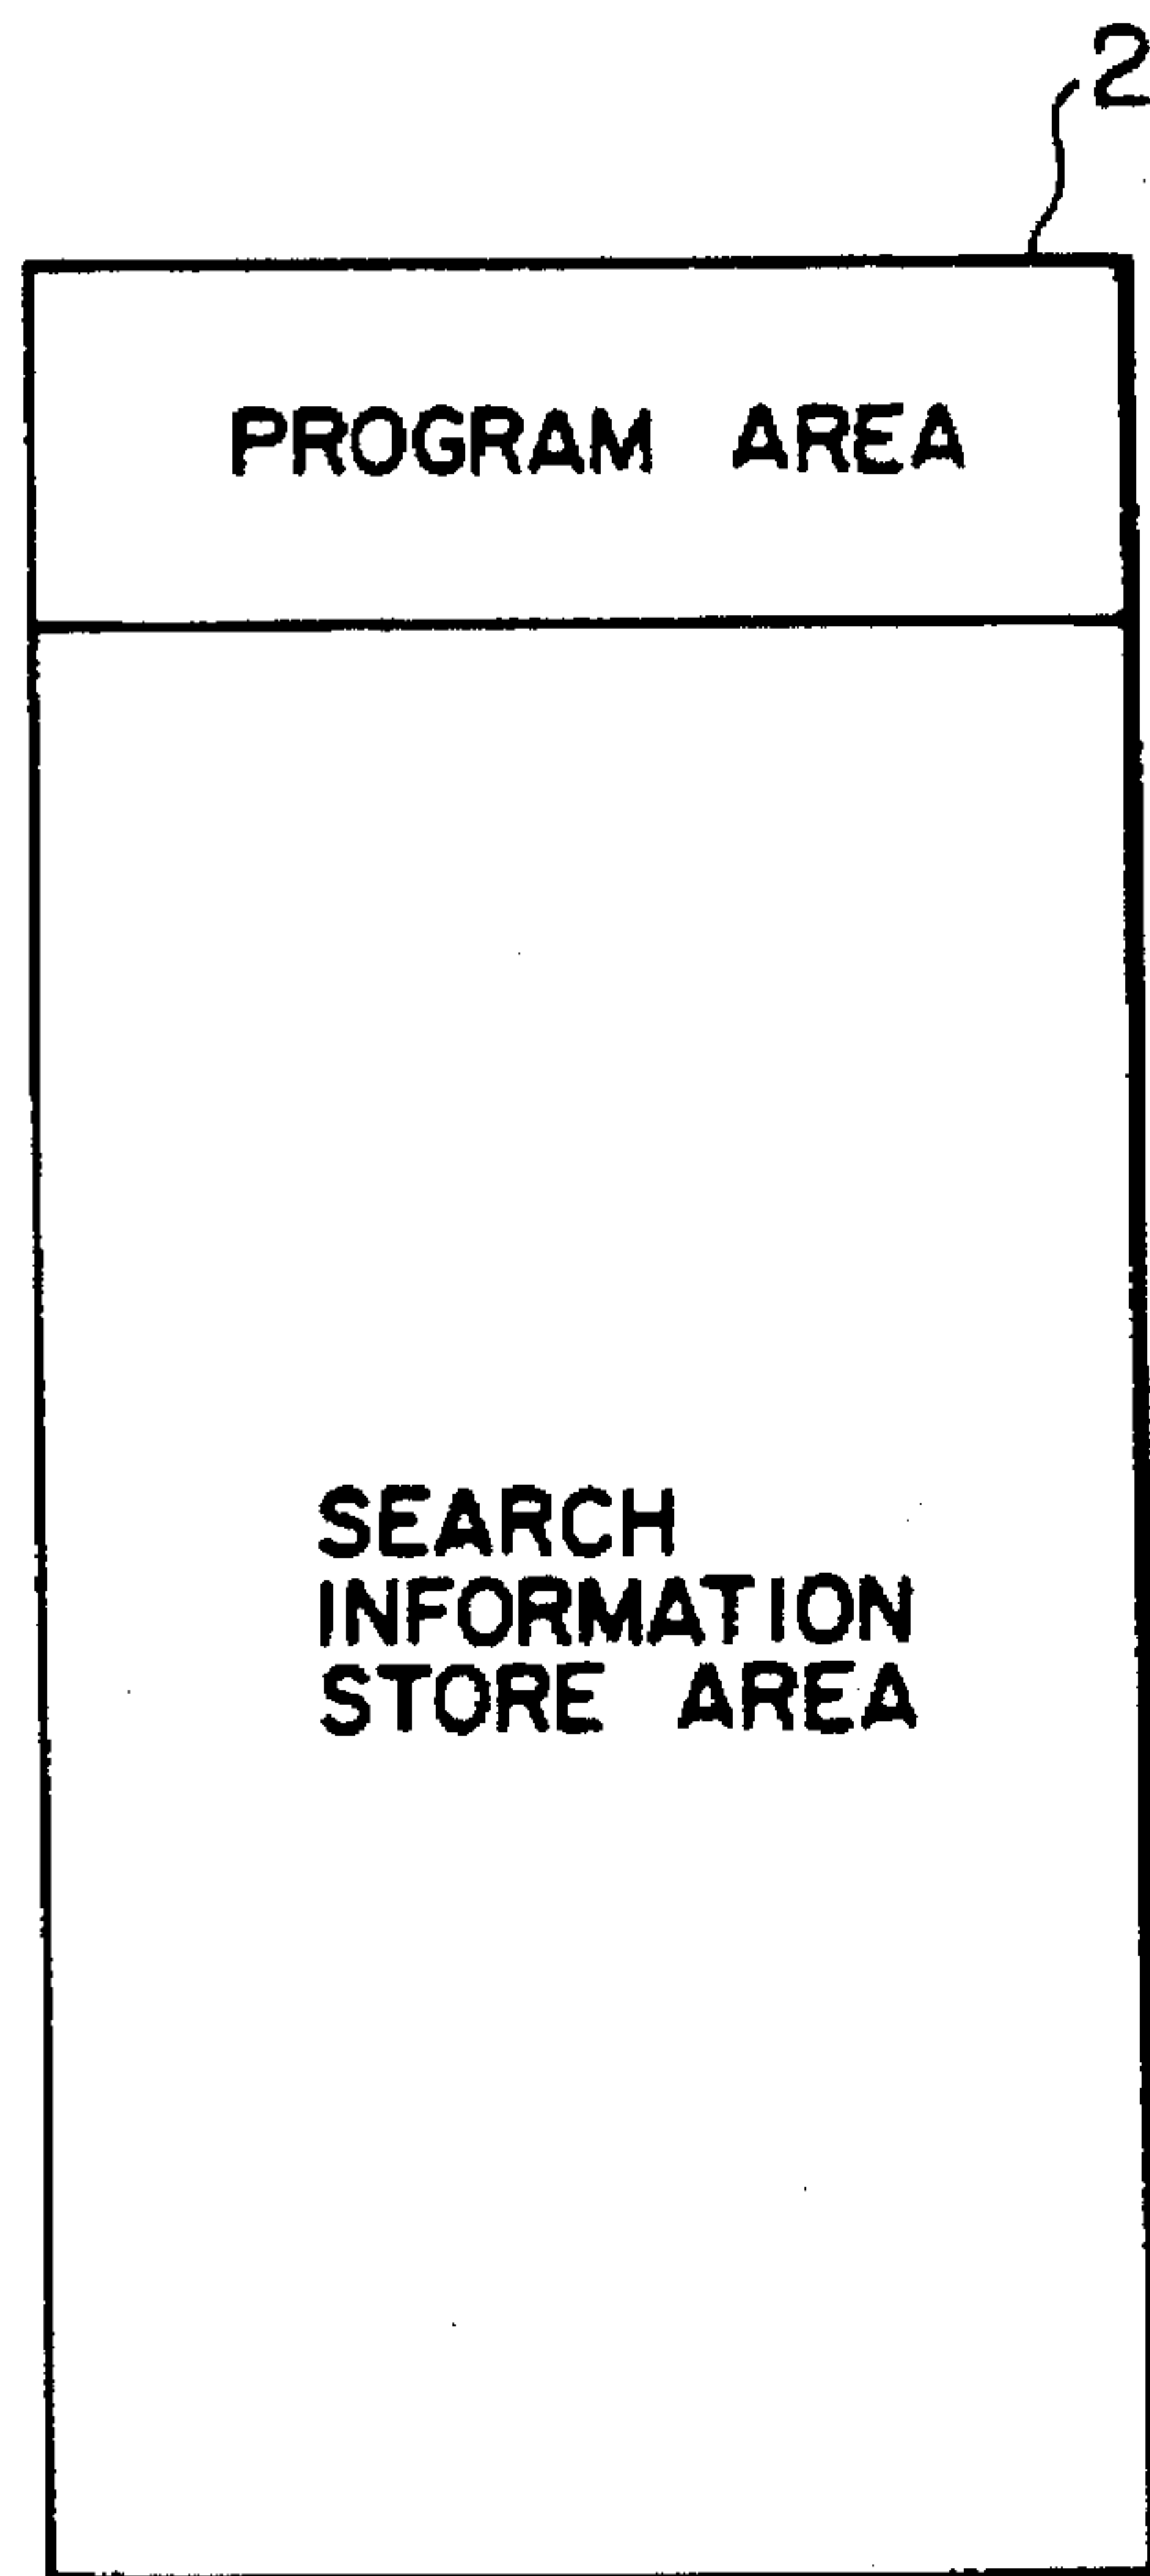 2
PROGRAM AREA
SEARCH
INFORMATION
STORE AREA